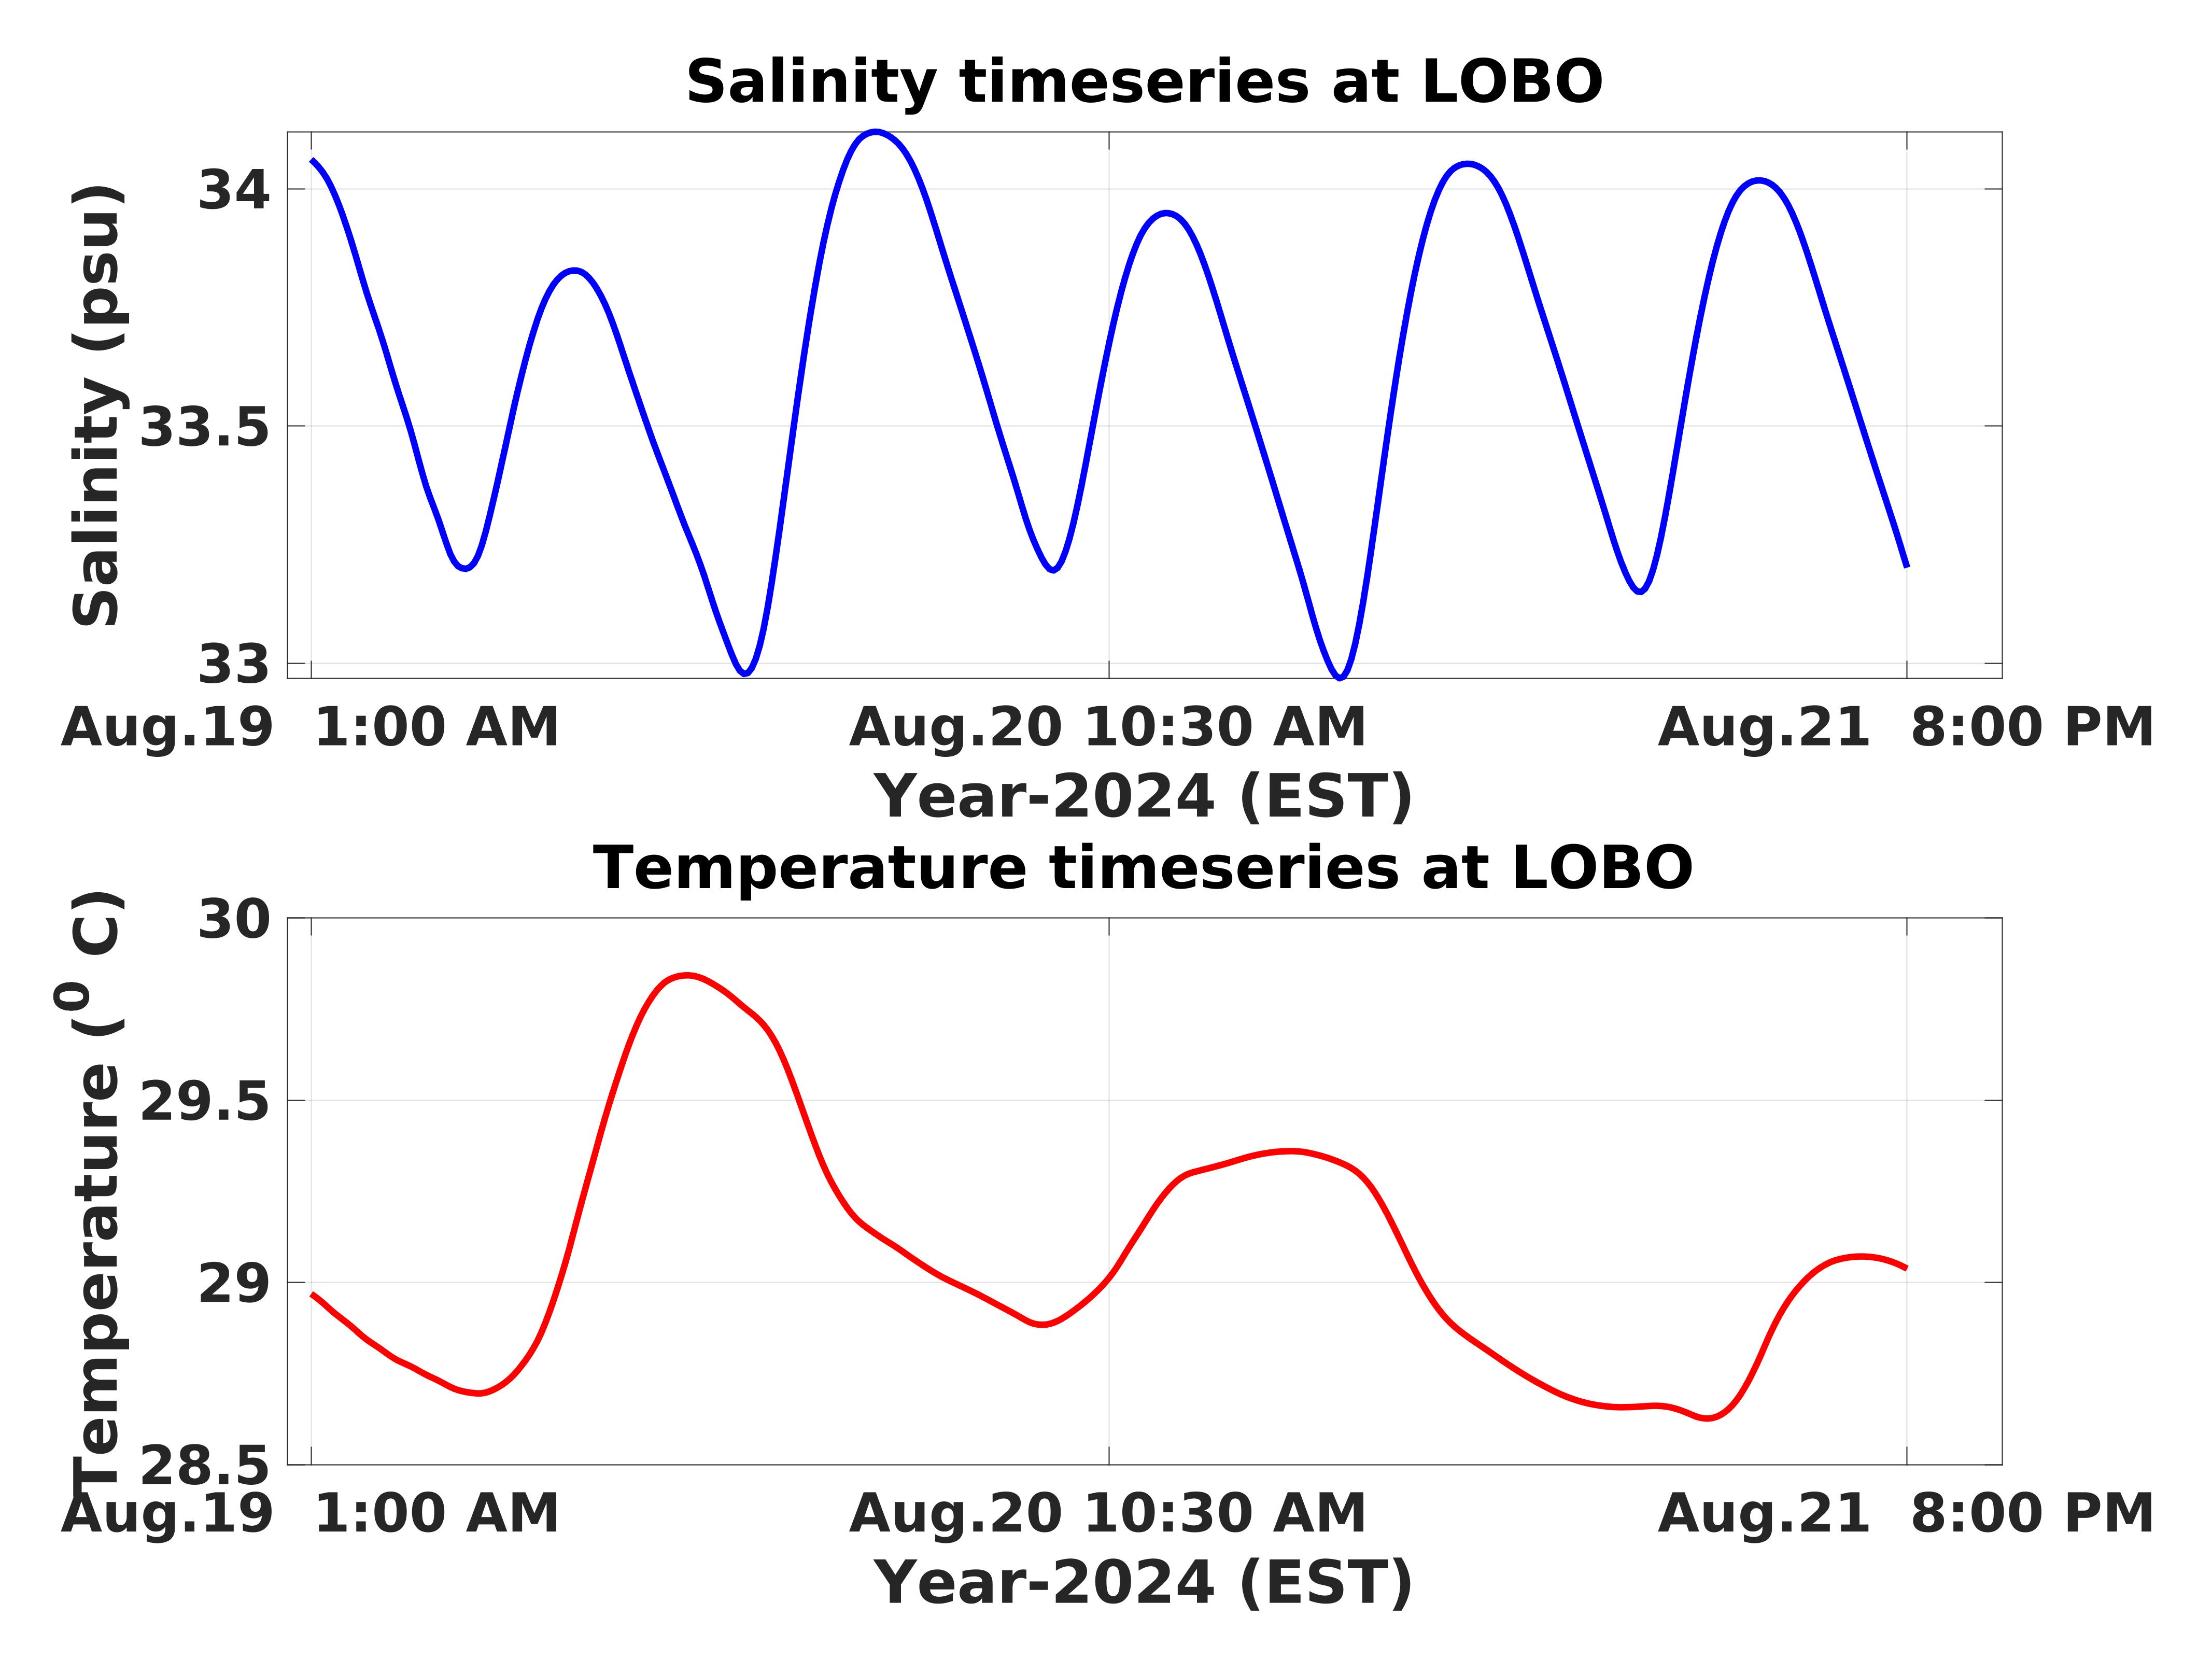 Salinity timeseries at LOBO
Salinity (psu)
34
33.5
33
Aug.19  1:00 AM
Aug.20 10:30 AM
Aug.21  8:00 PM
Year-2024 (EST)
Temperature timeseries at LOBO
Temperature (⁰ C)
30
29.5
29
28.5
Aug.19  1:00 AM
Aug.20 10:30 AM
Aug.21  8:00 PM
Year-2024 (EST)